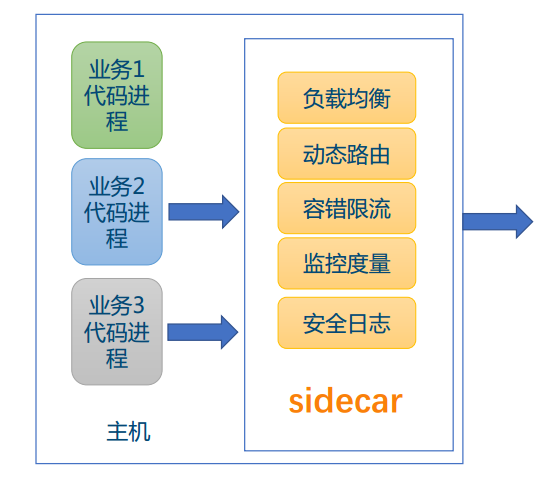 业务1
代码进
程
业务2
代码进
程
业务3
代码进
程
主机
负载均衡
动态路由
容错限流
监控度量
安全日志
sidecar